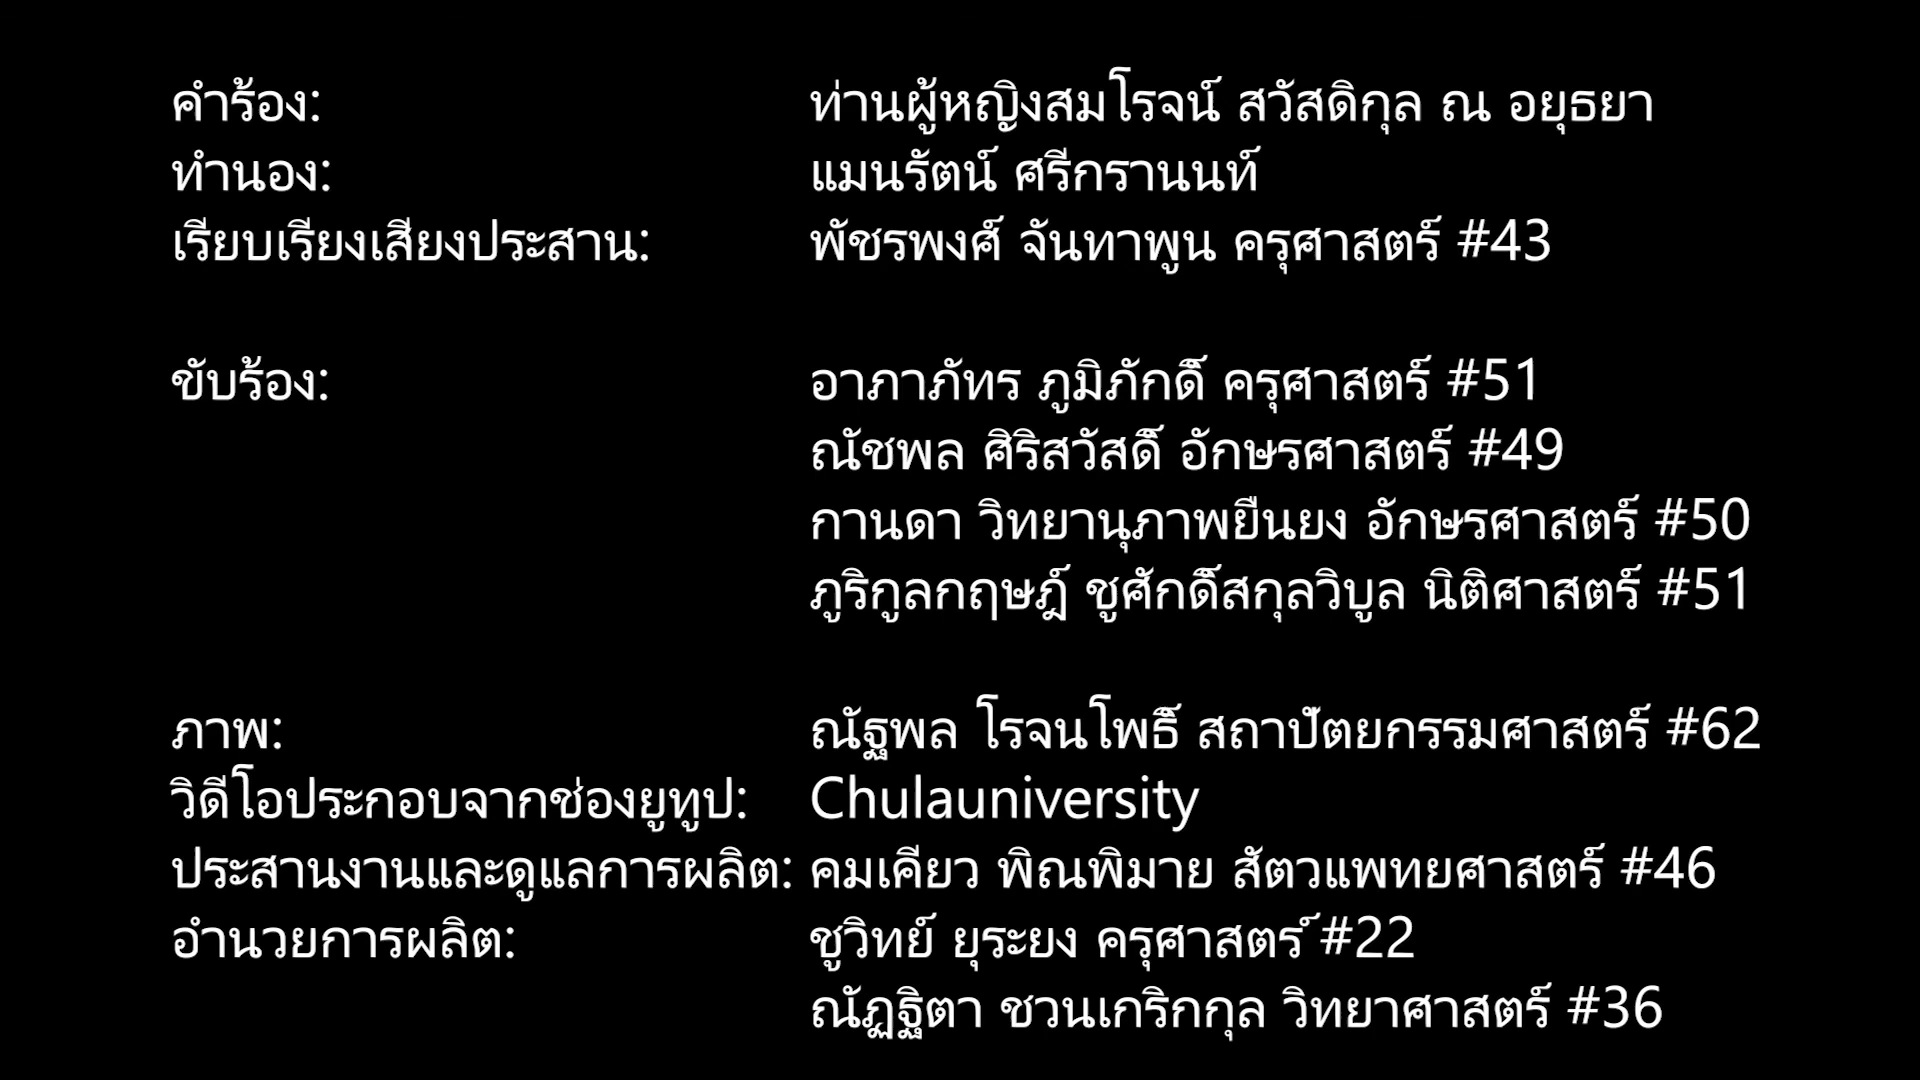 คำร้อง: ท่านผู้หญิงสมโรจน์ สวัสดิกุล ณ อยุธยา
ทำนอง: แมนรัตน์ ศรีกรานนท์
เรียบเรียงเสียงประสาน: พัชรพงศ์ จันทาพูน ครุศาสตร์ #43
ขับร้อง: อาภาภัทร ภูมิภักดิ์ ครุศาสตร์ #51
ณัชพล ศิริสวัสดิ์ อักษรศาสตร์ #49
กานดา วิทยานุภาพยืนยง อักษรศาสตร์ #50
ภูริกูลกฤษฎ์ ชูศักดิ์สกุลวิบูล นิติศาสตร์ #51
ภาพ: ณัฐพล โรจนโพธิ์ สถาปัตยกรรมศาสตร์ #62
วิดีโอประกอบจากช่องยูทูป: Chulauniversity
ประสานงานและดูแลการผลิต: คมเคียว พิณพิมาย สัตวแพทยศาสตร์ #46
อำนวยการผลิต: ชูวิทย์ ยุระยง ครุศาสตร์ #22
ณัฏฐิตา ชวนเกริกกุล วิทยาศาสตร์ #36